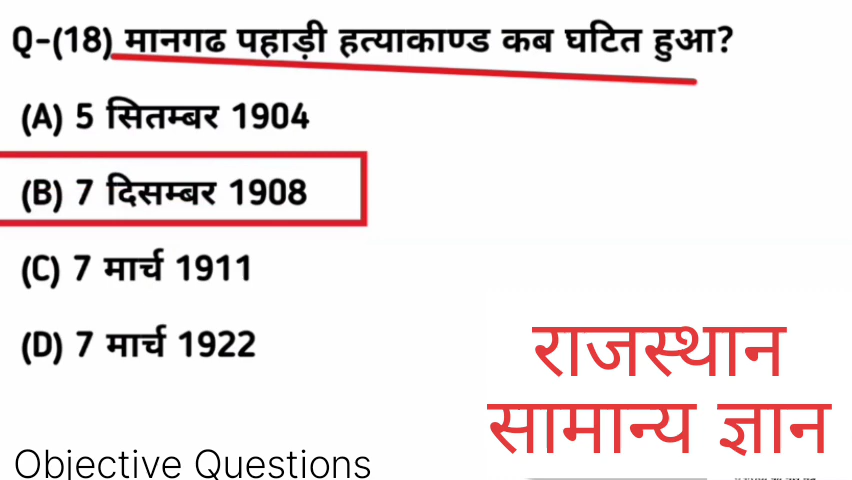 Q-(18) मानगढ पहाड़ी हत्याकाण्ड कब घटित हुआ?
(A) 5 सितम्बर 1904
(B) 7 दिसम्बर 1908
(C) 7 मार्च 1911
(D) 7 मार्च 1922
राजस्थान
सामान्य ज्ञान
Objective Questions